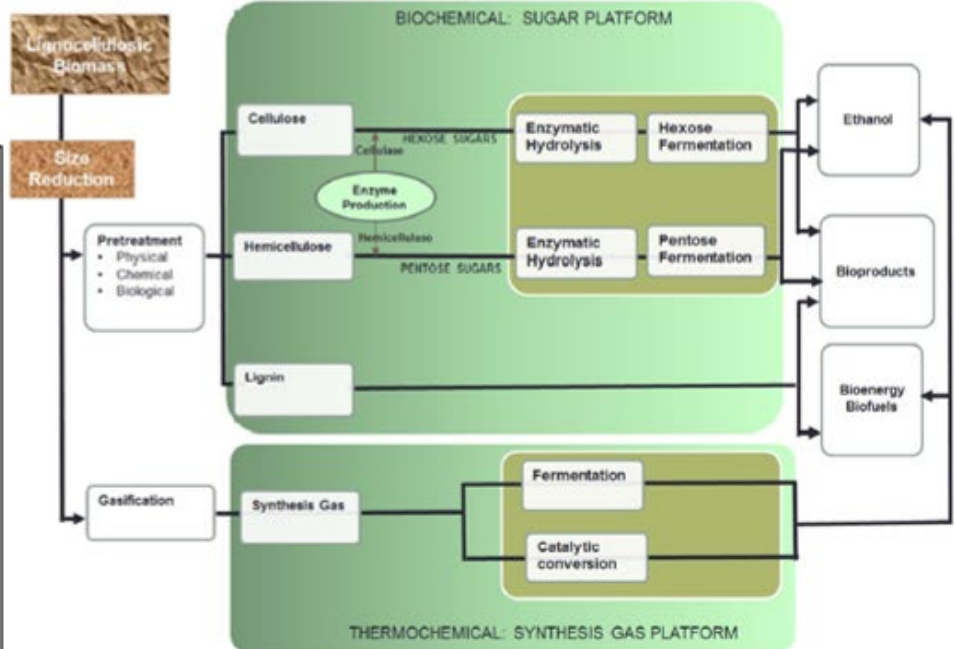 BIOCHEMICAL: SUGAR PLATFORM
Lignocellulosic
Biomass
Size
Reduction
Pretreatment
• Physical
• Chemical
• Biological
Cellulose
HEXOSE SUGARS
Cellulase
Enzyme
Production
Hemicellulase
Hemicellulose
PENTOSE SUGARS
Lignin
Enzymatic
Hydrolysis
Hexose
Fermentation
Enzymatic
Hydrolysis
Pentose
Fermentation
Ethanol
Bioproducts
Bioenergy
Biofuels
Gasification
Synthesis Gas
Fermentation
Catalytic
conversion
THERMOCHEMICAL: SYNTHESIS GAS PLATFORM